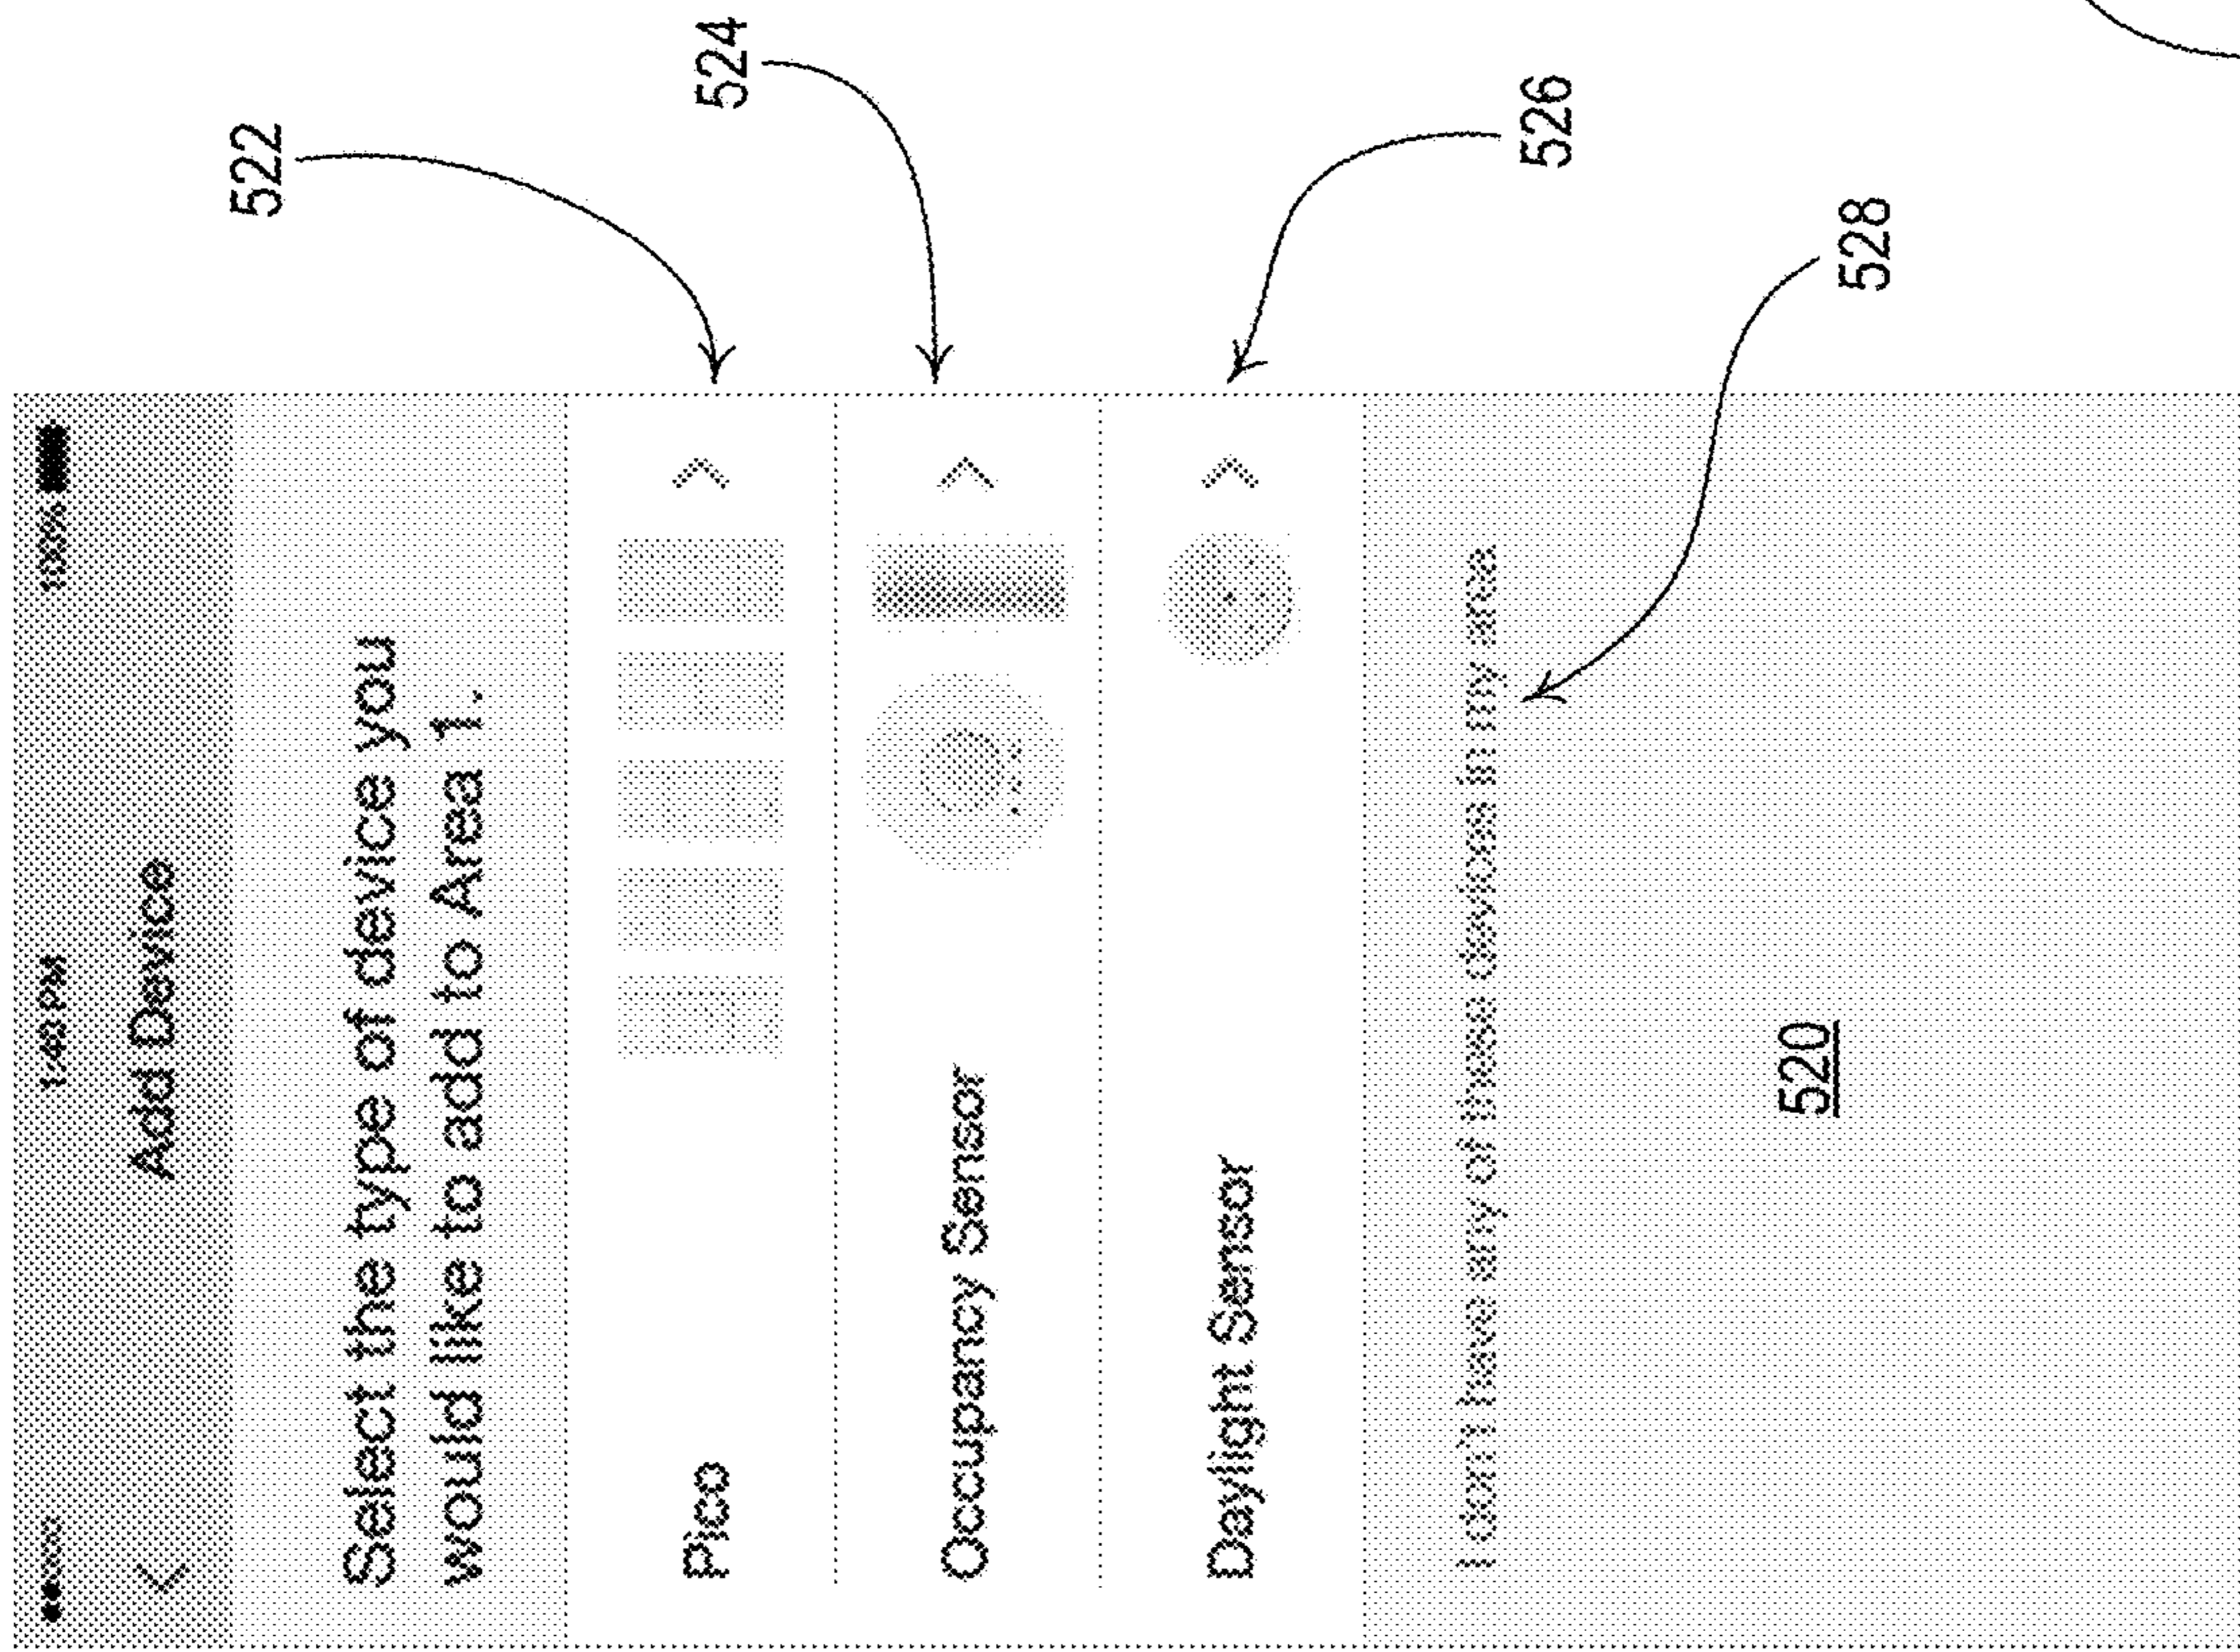 1:48 PM
100%
Add Device
Select the type of device you
would like to add to Area 1.
Pico
522
Occupancy Sensor
524
Daylight Sensor
526
I don't have any of these devices in my area
528
520